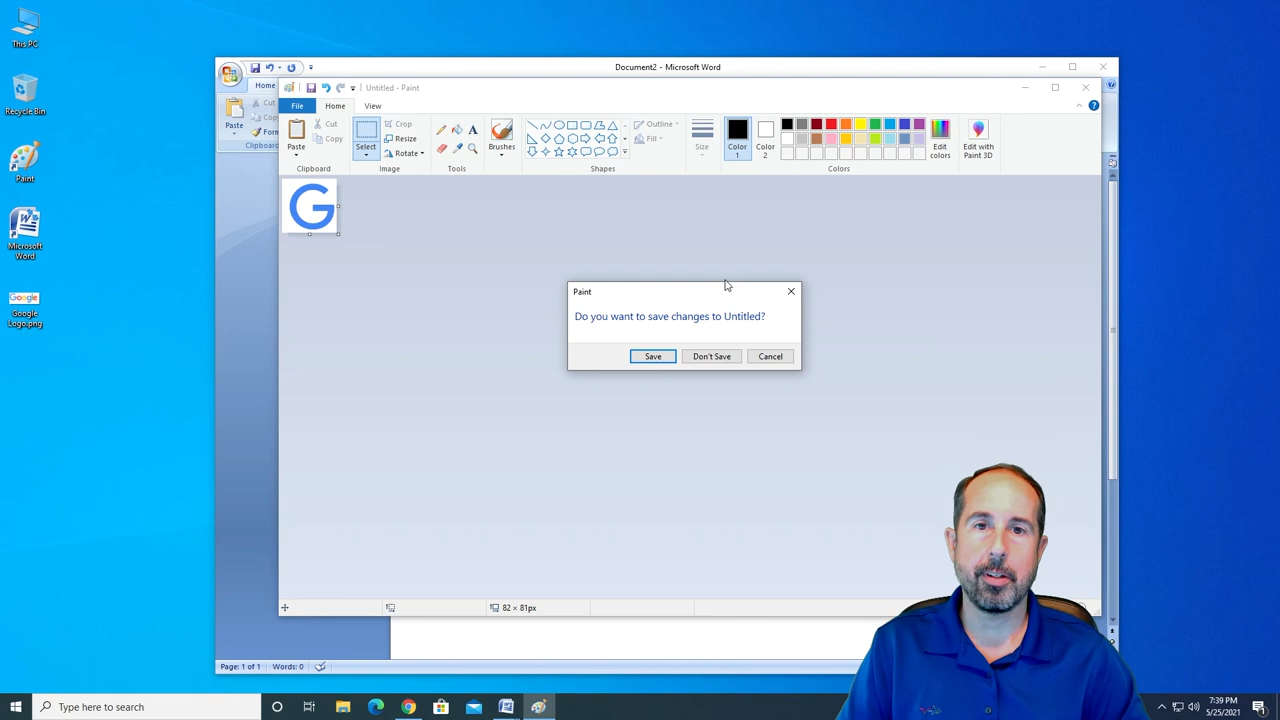 This PC
Recycle Bin
Paint
Microsoft
Word
Google
Google
Logo.png
Document2 - Microsoft Word
Home
Paste
Cut
Clipboard
Untitled - Paint
File
Home
View
Paste
Cut
Copy
Clipboard
Select
Crop
Resize
Rotate
Image
A
Tools
Brushes
Outline
Fill
Shapes
Size
Color
1
Color
2
Edit
colors
Edit with
Paint 3D
Colors
G
Paint
Do you want to save changes to Untitled?
Save
Don't Save
Cancel
82 × 81px
Page: 1 of 1
Words: 0
Type here to search
7:39 PM
5/25/2021